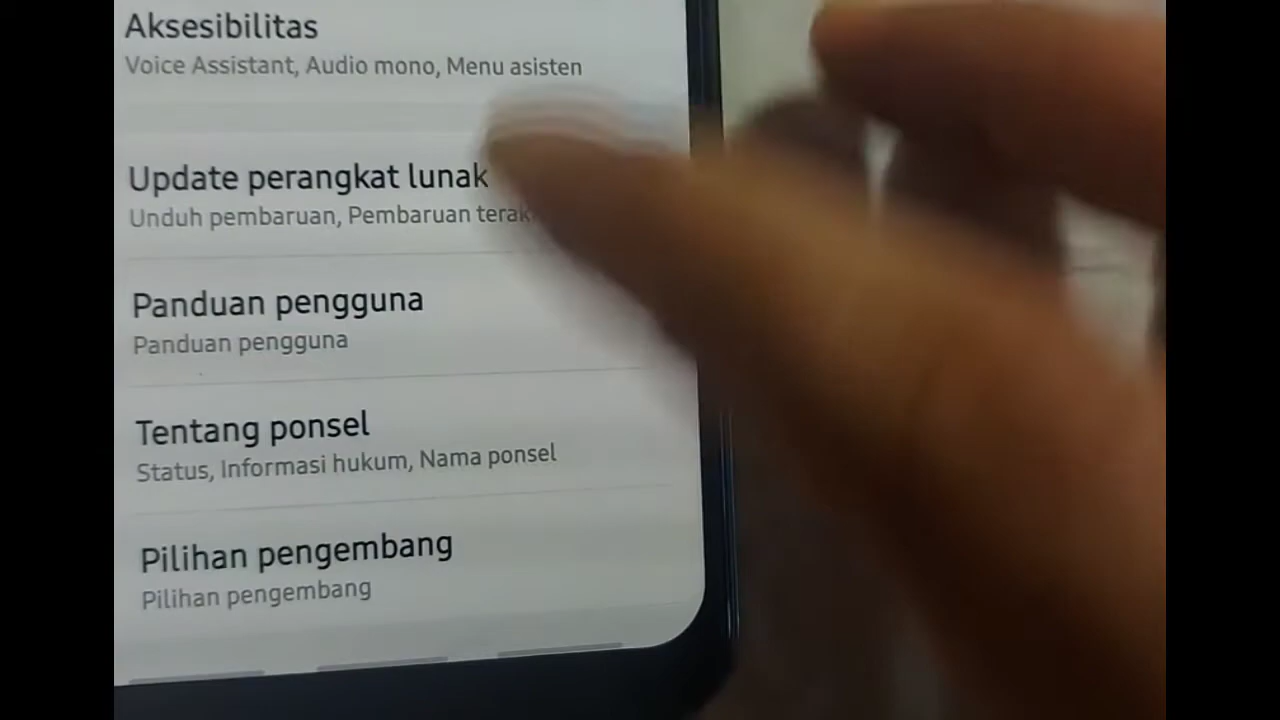 Aksesibilitas
Voice Assistant, Audio mono, Menu asisten
Update perangkat lunak
Unduh pembaruan, Pembaruan
Panduan pengguna
Panduan pengguna
Tentang ponsel
Status, Informasi hukum, Nama ponsel
Pilihan pengembang
Pilihan pengembang